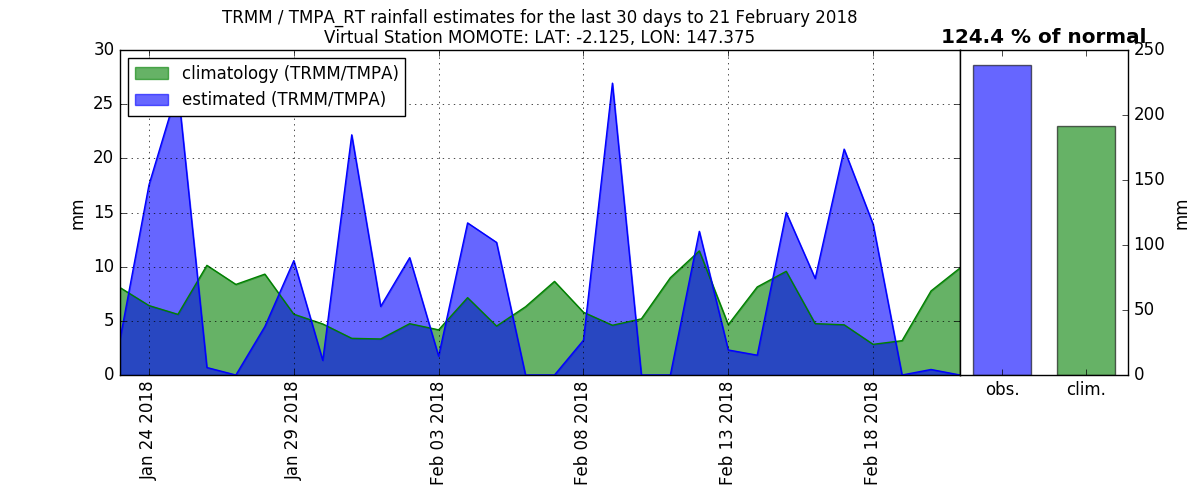 TRMM / TMPA_RT rainfall estimates for the last 30 days to 21 February 2018
Virtual Station MOMOTE: LAT: -2.125, LON: 147.375
124.4 % of normal
climatology (TRMM/TMPA)
estimated (TRMM/TMPA)
30
25
20
15
10
5
0
mm
Jan 24 2018
Jan 29 2018
Feb 03 2018
Feb 08 2018
Feb 13 2018
Feb 18 2018
250
200
150
100
50
0
mm
obs.
clim.